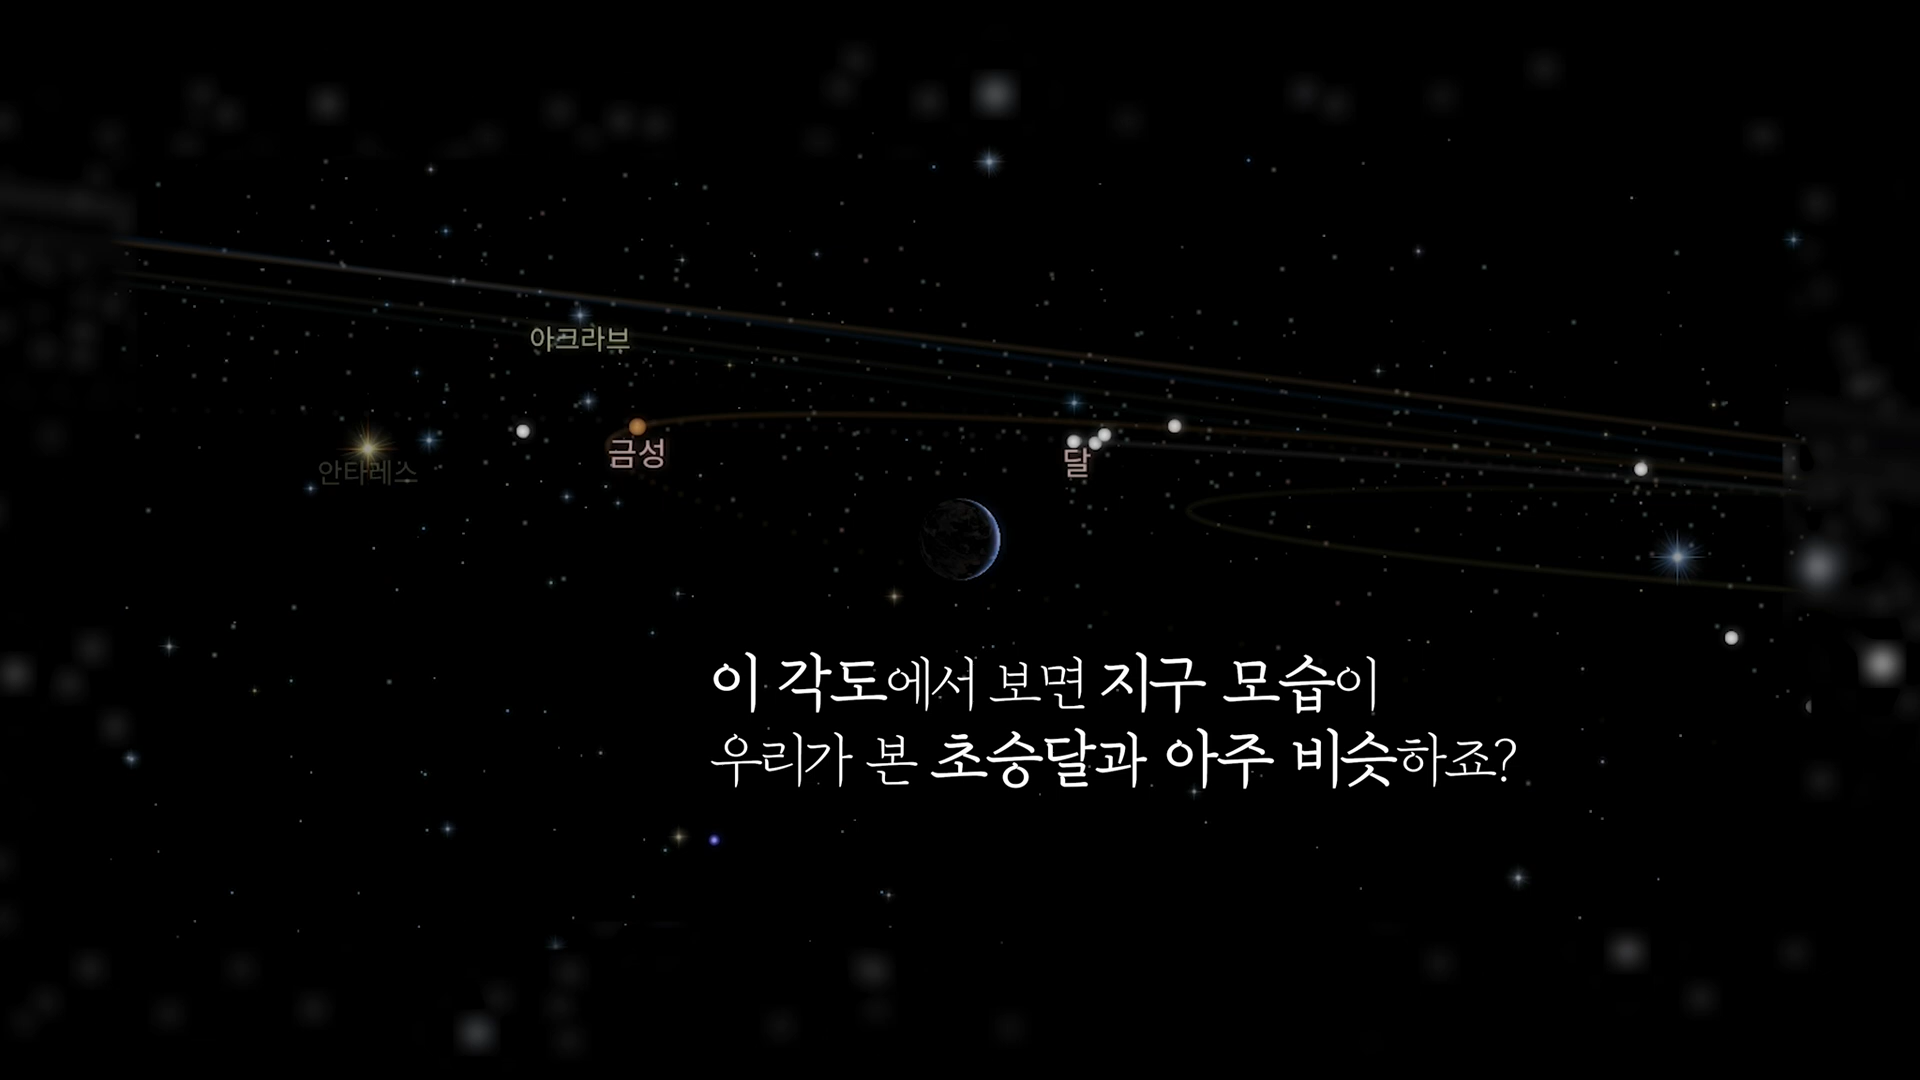 아크라브
금성
안타레스
달
이 각도에서 보면 지구 모습이
우리가 본 초승달과 아주 비슷하죠?